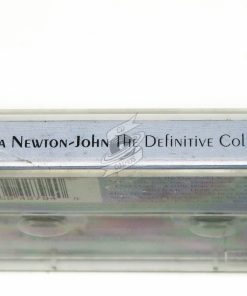 A NEWTON-JOHN THE DEFINITIVE COL